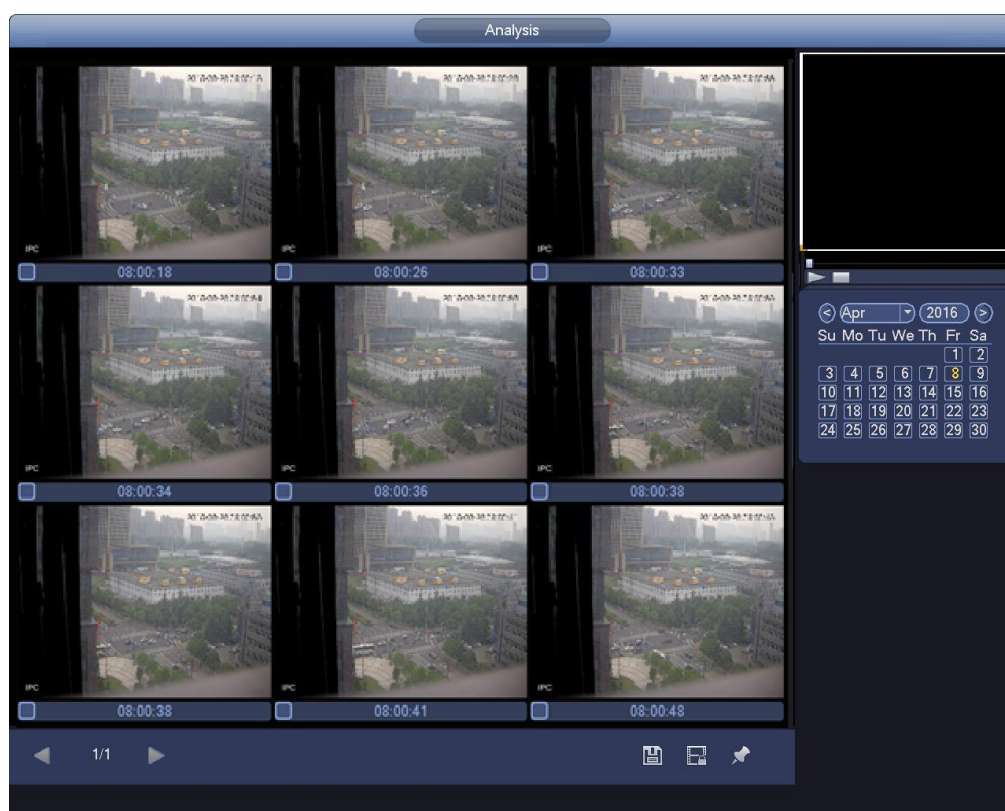 Analysis
IPC
IPC
IPC
08:00:18
08:00:26
08:00:33
IPC
IPC
IPC
08:00:34
08:00:36
08:00:38
IPC
IPC
IPC
08:00:38
08:00:41
08:00:48
1/1
< Apr 2016 >
Su Mo Tu We Th Fr Sa
1 2
3 4 5 6 7 8 9
10 11 12 13 14 15 16
17 18 19 20 21 22 23
24 25 26 27 28 29 30